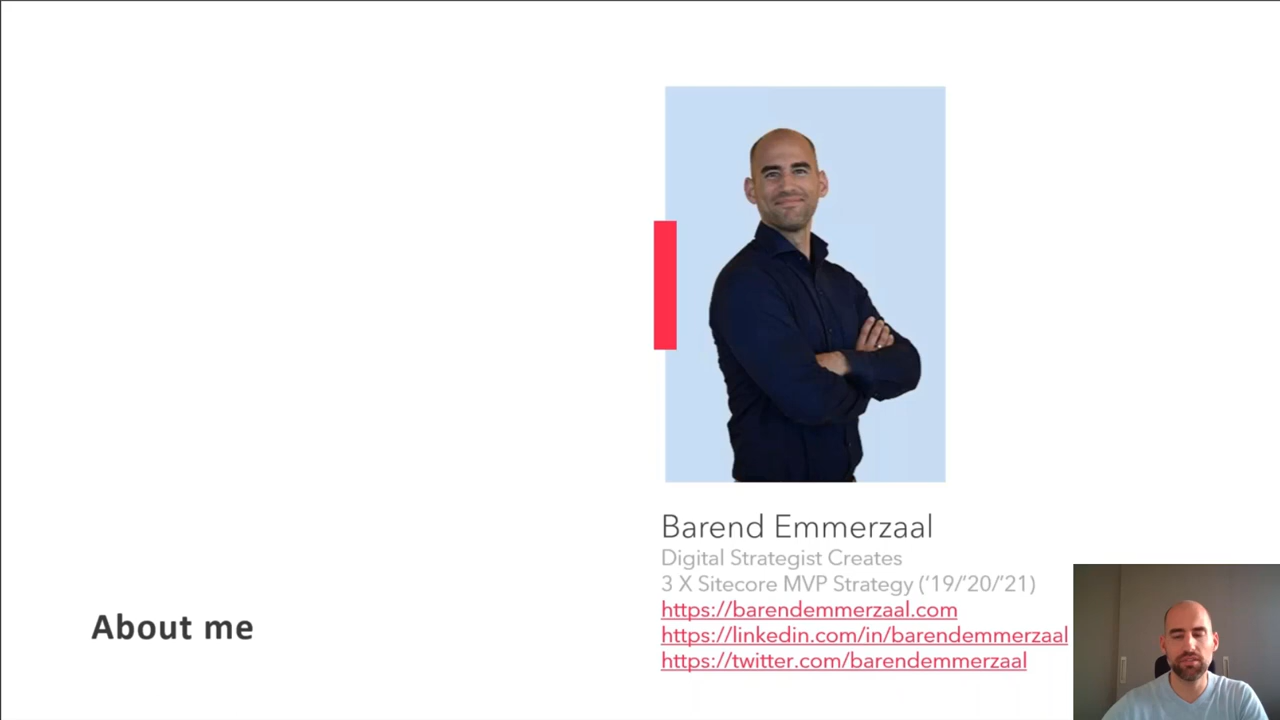 Barend Emmerzaal
Digital Strategist Creates
3 X Sitecore MVP Strategy (‘19/’20/’21)
https://barendemmerzaal.com
https://linkedin.com/in/barendemmerzaal
https://twitter.com/barendemmerzaal
About me